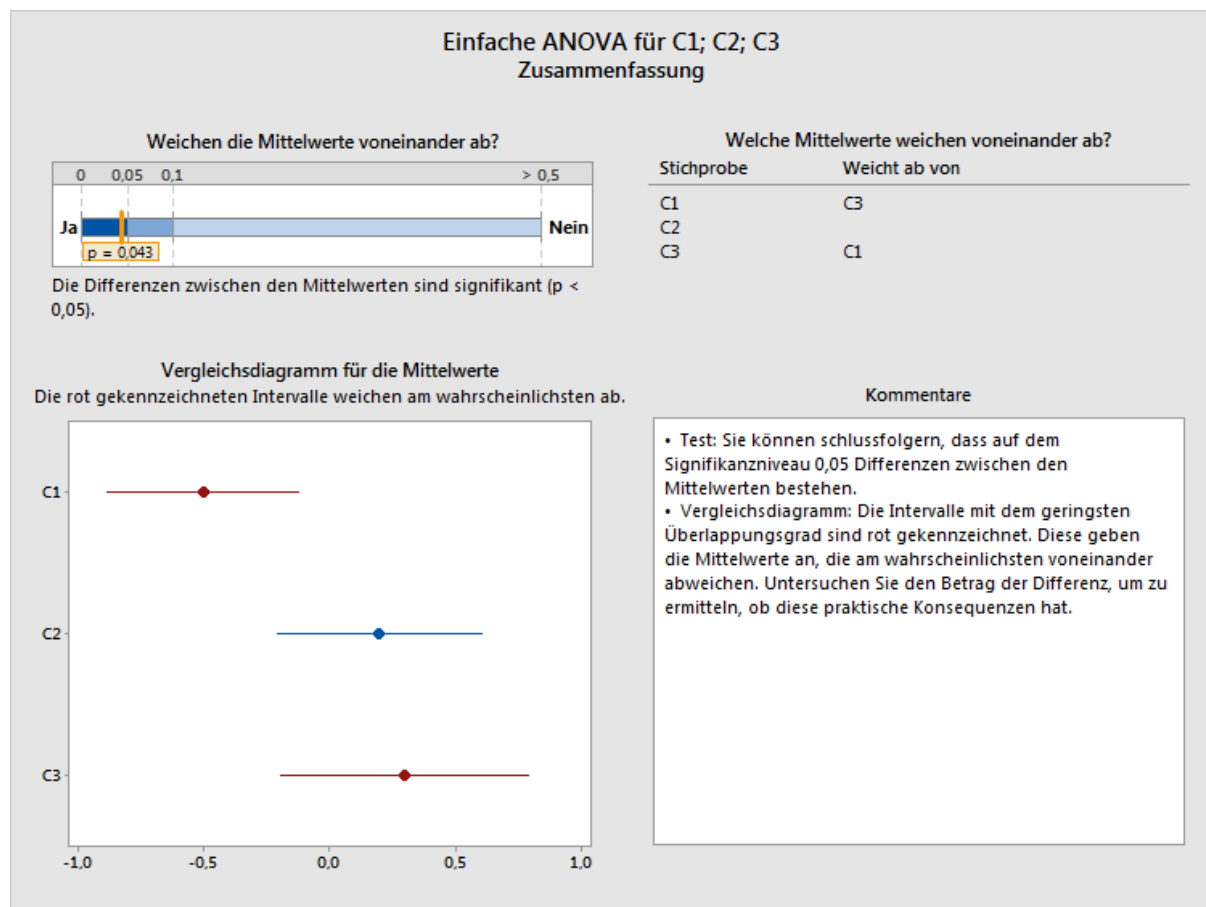 Einfache ANOVA für C1; C2; C3
Zusammenfassung
Weichen die Mittelwerte voneinander ab?
0 0,05 0,1 > 0,5
Ja Nein
p = 0,043
Die Differenzen zwischen den Mittelwerten sind signifikant (p <
0,05).
Welche Mittelwerte weichen voneinander ab?
Stichprobe Weicht ab von
C1 C3
C2
C3 C1
Vergleichsdiagramm für die Mittelwerte
Die rot gekennzeichneten Intervalle weichen am wahrscheinlichsten ab.
C1
C2
C3
-1,0 -0,5 0,0 0,5 1,0
Kommentare
• Test: Sie können schlussfolgern, dass auf dem
Signifikanzniveau 0,05 Differenzen zwischen den
Mittelwerten bestehen.
• Vergleichsdiagramm: Die Intervalle mit dem geringsten
Überlappungsgrad sind rot gekennzeichnet. Diese geben
die Mittelwerte an, die am wahrscheinlichsten voneinander
abweichen. Untersuchen Sie den Betrag der Differenz, um zu
ermitteln, ob diese praktische Konsequenzen hat.